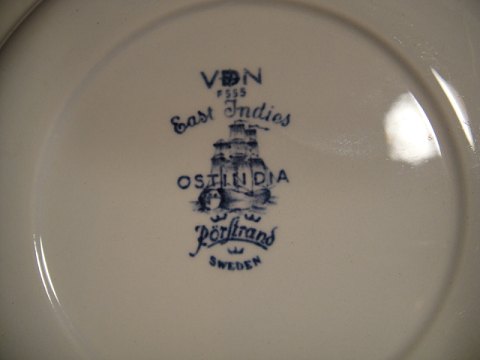 VDN
F555
East Indies
OSTINDIA
Rörstrand
SWEDEN